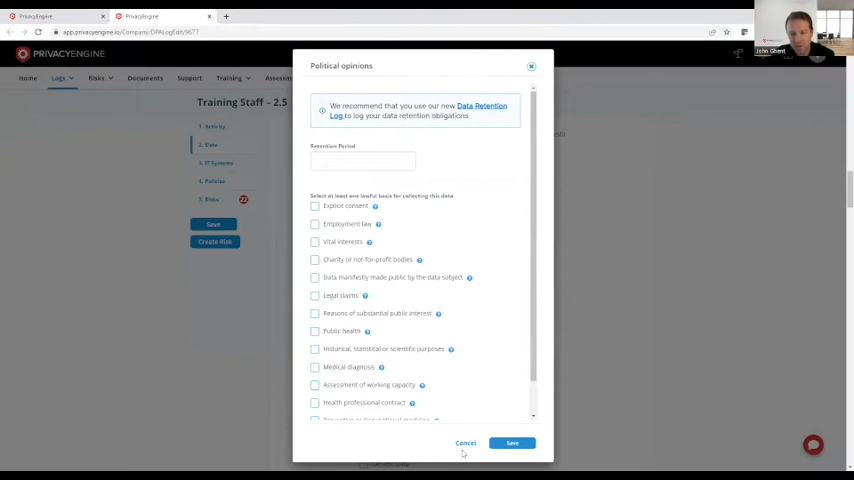 PrivacyEngine
PrivacyEngine
app.privacyengine.io/Company/DPALogEdit/9677
PRIVACYENGINE
John Ghent
Home
Logs
Risks
Documents
Support
Training
Assessm
Training Staff – 2.5
1. Activity
2. Data
3. IT Systems
4. Policies
5. Risks
22
Save
Create Risk
Political opinions
We recommend that you use our new Data Retention
Log to log your data retention obligations
Retention Period
Select at least one lawful basis for collecting this data
Explicit consent
Employment law
Vital interests
Charity or not-for-profit bodies
Data manifestly made public by the data subject
Legal claims
Reasons of substantial public interest
Public health
Historical, statistical or scientific purposes
Medical diagnosis
Assessment of working capacity
Health professional contract
Cancel
Save
Genetic Data